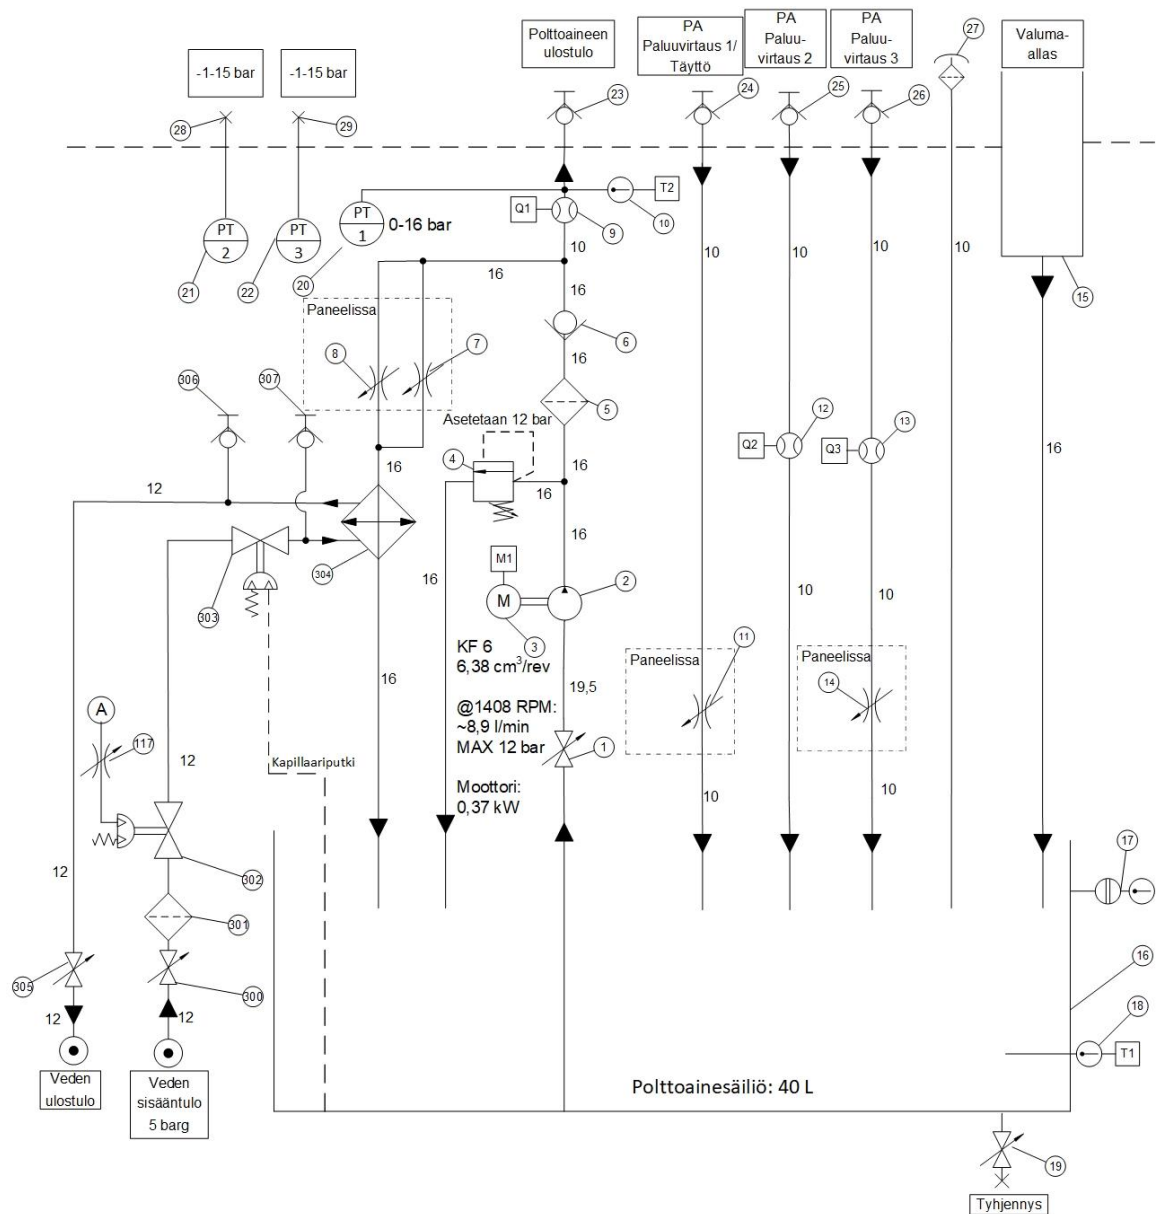 Polttoaineen
ulostulo
PA
Paluuvirtaus 1/
Täyttö
PA
Paluu-
virtaus 2
PA
Paluu-
virtaus 3
27
Valuma-
allas
-1-15 bar
-1-15 bar
28
29
23
24
25
26
T2
Q1
10
9
PT
2
PT
3
PT
1
0-16 bar
21
22
20
10
10
10
10
10
15
16
16
Paneelissa
8
7
6
16
306
307
5
Asetetaan 12 bar
4
12
Q2
13
Q3
16
16
16
16
12
16
M1
2
M
3
304
303
16
16
10
10
KF 6
6,38 cm³/rev
@1408 RPM:
~8,9 l/min
MAX 12 bar
Moottori:
0,37 kW
19,5
1
Paneelissa
11
Paneelissa
14
A
117
12
Kapillaariputki
10
10
12
302
301
17
305
300
16
18
T1
12
12
Veden
ulostulo
Veden
sisääntulo
5 barg
Polttoainesäiliö: 40 L
19
Tyhjennys